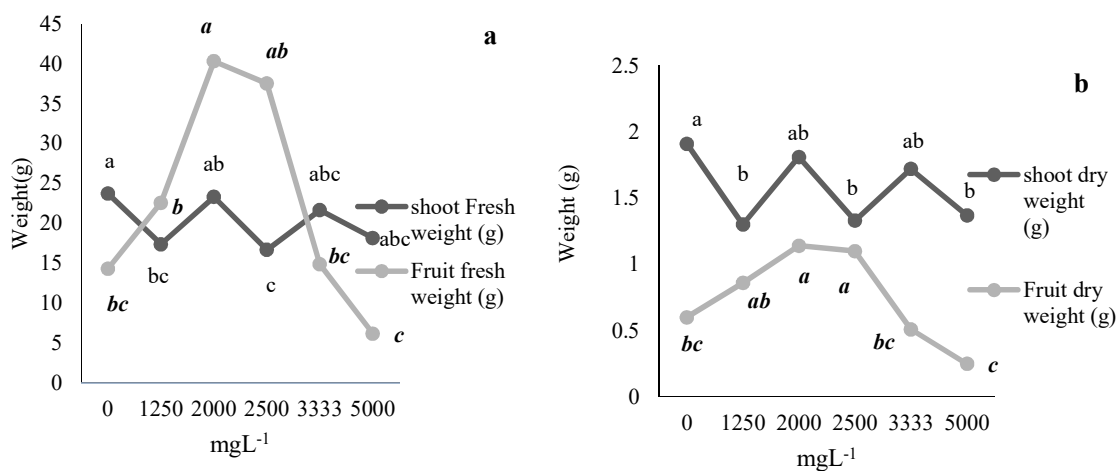 a
45
40
35
30
25
20
15
10
5
0
Weight(g)
a
bc
ab
c
abc
abc
bc
b
a
ab
bc
c
0 1250 2000 2500 3333 5000
mgL⁻¹
shoot Fresh
weight (g)
Fruit fresh
weight (g)
b
2.5
2
1.5
1
0.5
0
Weight (g)
a
b
ab
b
ab
b
bc
ab
a
a
bc
c
0 1250 2000 2500 3333 5000
mgL⁻¹
shoot dry
weight
(g)
Fruit dry
weight (g)